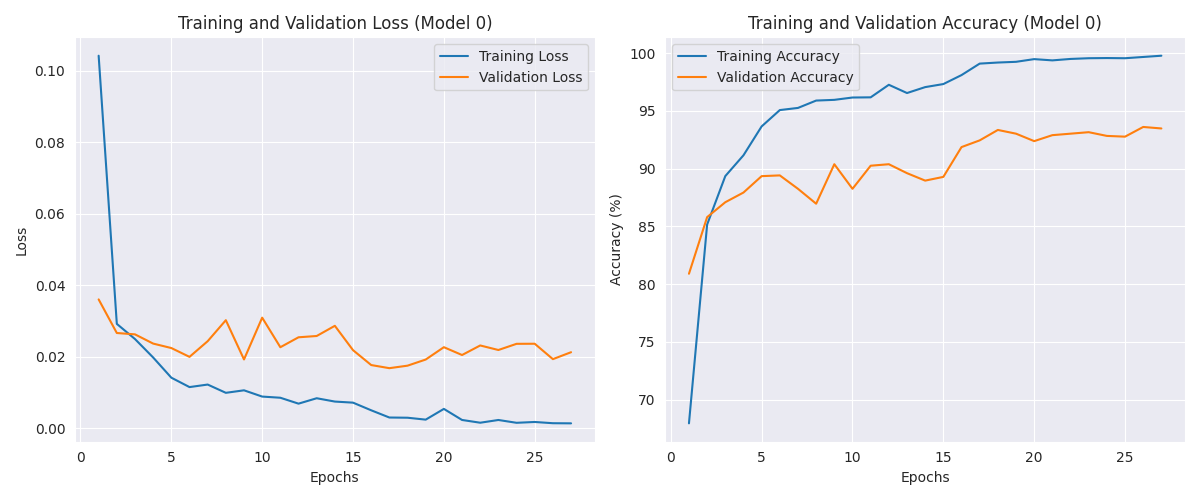 Training and Validation Loss (Model 0)
Training Loss
Validation Loss
0.10
0.08
0.06
0.04
0.02
0.00
Loss
0
5
10
15
20
25
Epochs
Training and Validation Accuracy (Model 0)
Training Accuracy
Validation Accuracy
100
95
90
85
80
75
70
Accuracy (%)
0
5
10
15
20
25
Epochs